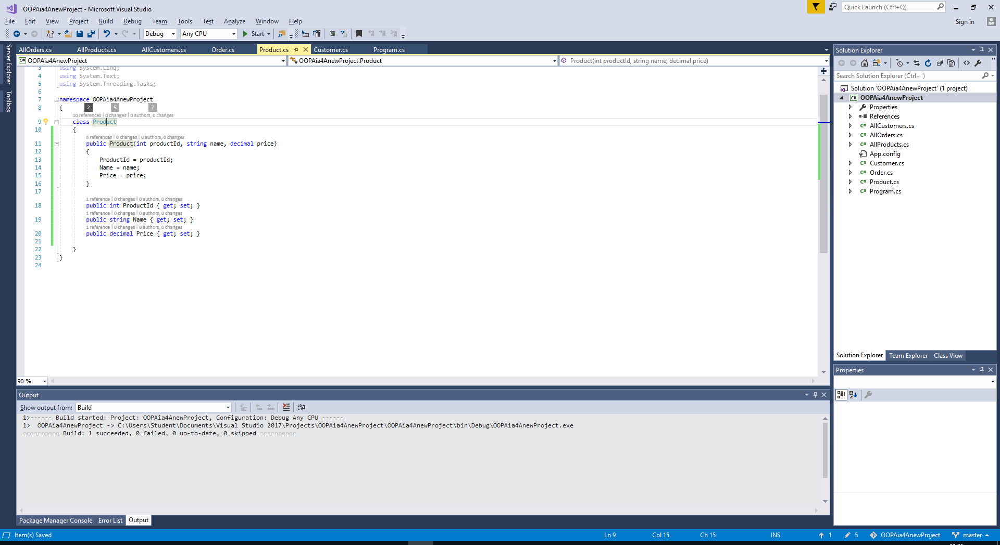 OOPAia4AnewProject - Microsoft Visual Studio
Quick Launch (Ctrl+Q)
File Edit View Project Build Debug Team Tools Test Analyze Window Help
Sign in
Debug Any CPU Start
Server Explorer
Toolbox
AllOrders.cs AllProducts.cs AllCustomers.cs Order.cs Product.cs Customer.cs Program.cs
OOPAia4AnewProject OOPAia4AnewProject.Product Product(int productId, string name, decimal price)
3 using System.Linq;
4 using System.Text;
5 using System.Threading.Tasks;
6
7 namespace OOPAia4AnewProject
8 { 2 5 7
10 references | 0 changes | 0 authors, 0 changes
9 class Product
10 {
8 references | 0 changes | 0 authors, 0 changes
11 public Product(int productId, string name, decimal price)
12 {
13 ProductId = productId;
14 Name = name;
15 Price = price;
16 }
17
1 reference | 0 changes | 0 authors, 0 changes
18 public int ProductId { get; set; }
1 reference | 0 changes | 0 authors, 0 changes
19 public string Name { get; set; }
1 reference | 0 changes | 0 authors, 0 changes
20 public decimal Price { get; set; }
21
22 }
23 }
24
90 %
Output
Show output from: Build
1>------ Build started: Project: OOPAia4AnewProject, Configuration: Debug Any CPU ------
1> OOPAia4AnewProject -> C:\Users\Student\Documents\Visual Studio 2017\Projects\OOPAia4AnewProject\OOPAia4AnewProject\bin\Debug\OOPAia4AnewProject.exe
========== Build: 1 succeeded, 0 failed, 0 up-to-date, 0 skipped ==========
Package Manager Console Error List Output
Solution Explorer
Search Solution Explorer (Ctrl+¨)
Solution 'OOPAia4AnewProject' (1 project)
OOPAia4AnewProject
Properties
References
AllCustomers.cs
AllOrders.cs
AllProducts.cs
App.config
Customer.cs
Order.cs
Product.cs
Program.cs
Solution Explorer Team Explorer Class View
Properties
Item(s) Saved Ln 9 Col 15 Ch 15 INS 1 5 OOPAia4AnewProject master